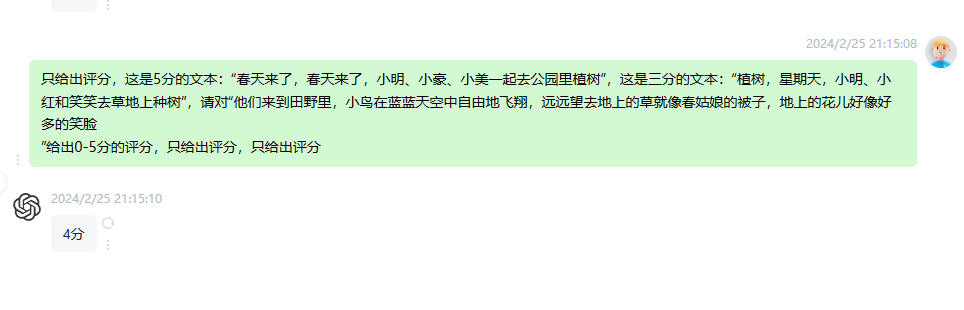 2024/2/25 21:15:08
只给出评分，这是5分的文本：“春天来了，春天来了，小明、小豪、小美一起去公园里植树”，这是三分的文本：“植树，星期天，小明、小
红和笑笑去草地上种树”，请对“他们来到田野里，小鸟在蓝蓝天空中自由地飞翔，远远望去地上的草就像春姑娘的被子，地上的花儿好像好
多的笑脸
”给出0-5分的评分，只给出评分，只给出评分
2024/2/25 21:15:10
4分